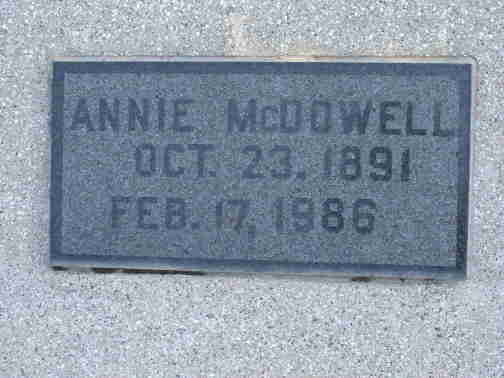 ANNIE McDOWELL
OCT. 23, 1891
FEB. 17, 1986